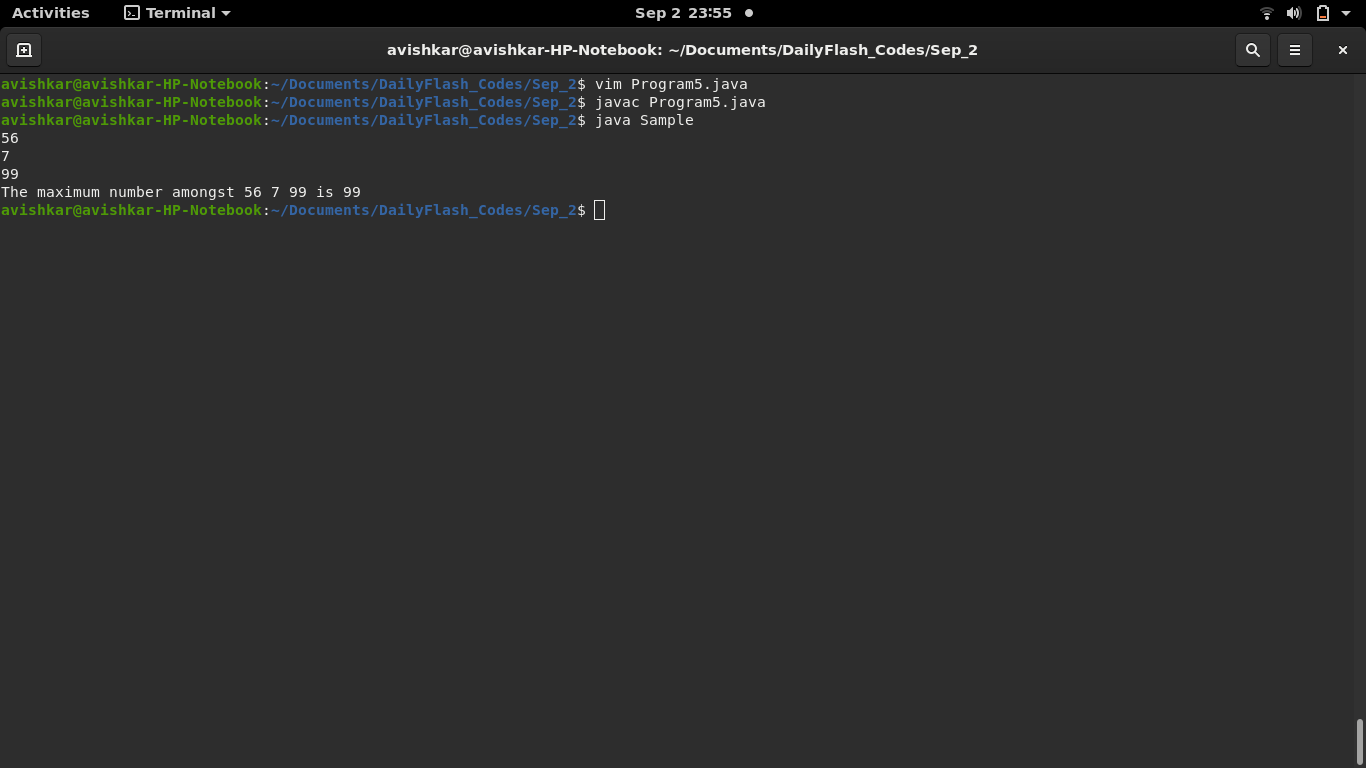 Activities Terminal Sep 2 23:55
avishkar@avishkar-HP-Notebook: ~/Documents/DailyFlash_Codes/Sep_2
avishkar@avishkar-HP-Notebook:~/Documents/DailyFlash_Codes/Sep_2$ vim Program5.java
avishkar@avishkar-HP-Notebook:~/Documents/DailyFlash_Codes/Sep_2$ javac Program5.java
avishkar@avishkar-HP-Notebook:~/Documents/DailyFlash_Codes/Sep_2$ java Sample
56
7
99
The maximum number amongst 56 7 99 is 99
avishkar@avishkar-HP-Notebook:~/Documents/DailyFlash_Codes/Sep_2$